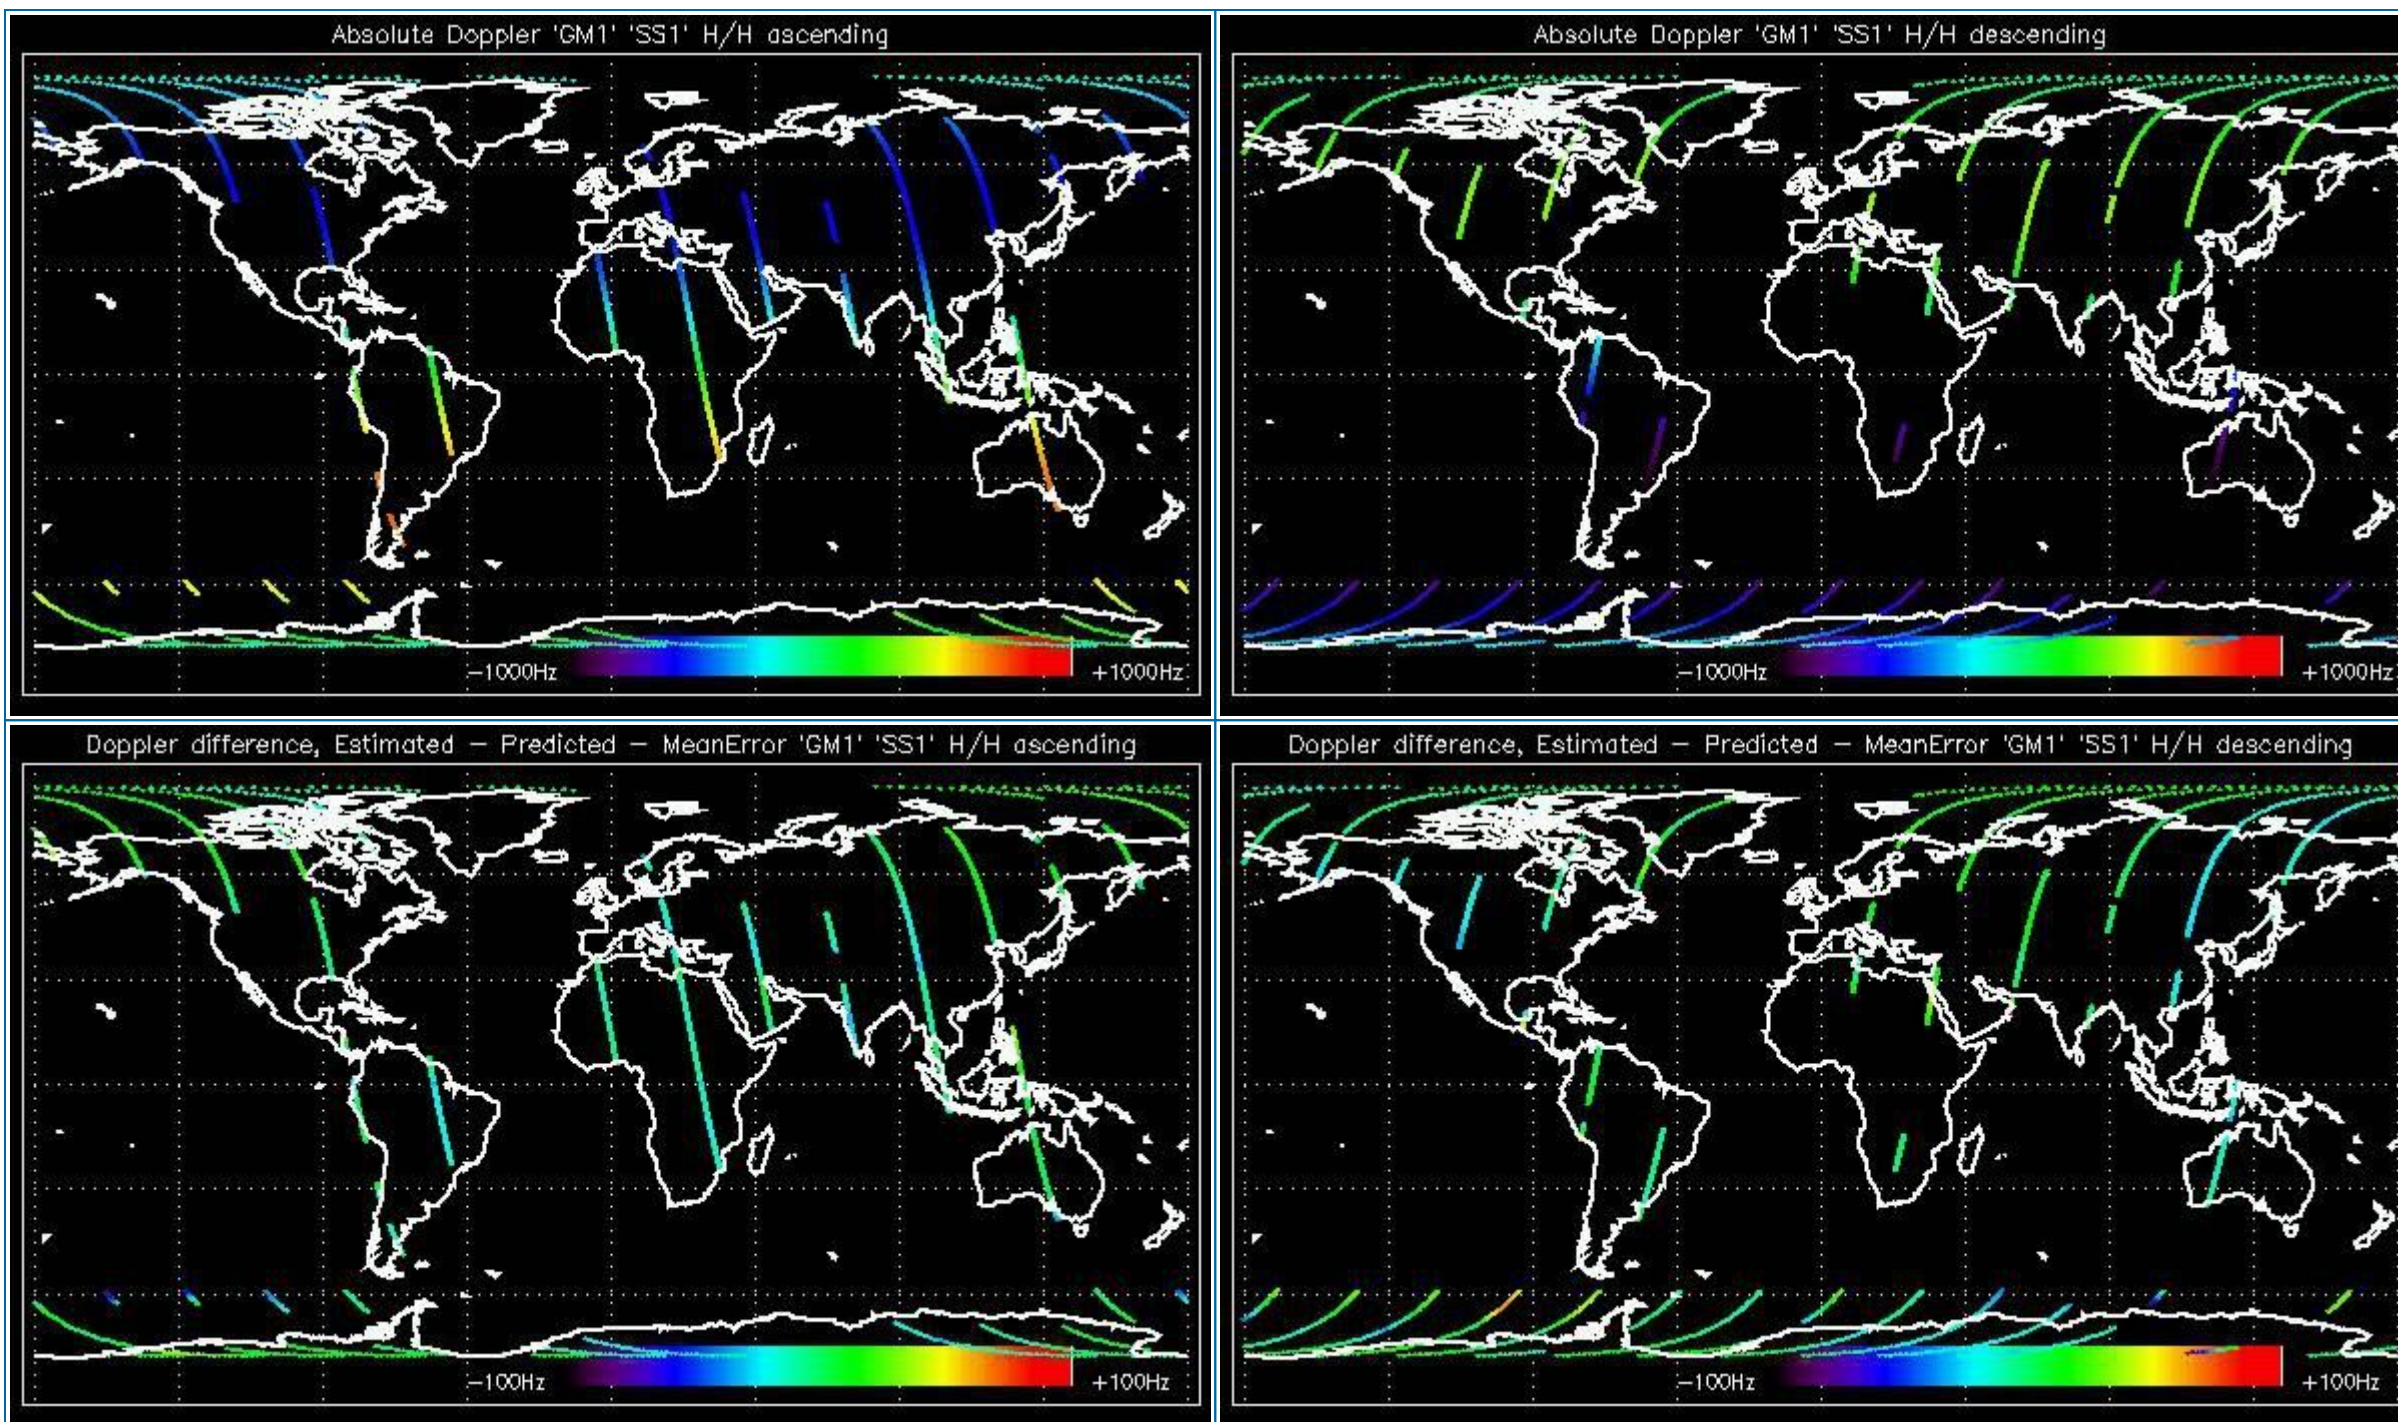 Absolute Doppler 'GM1' 'SS1' H/H ascending
−1000Hz +1000Hz
Absolute Doppler 'GM1' 'SS1' H/H descending
−1000Hz +1000Hz
Doppler difference, Estimated − Predicted − MeanError 'GM1' 'SS1' H/H ascending
−100Hz +100Hz
Doppler difference, Estimated − Predicted − MeanError 'GM1' 'SS1' H/H descending
−100Hz +100Hz